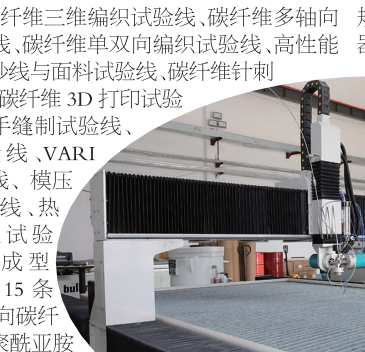 纤维三维编织试验线、碳纤维多轴向
线、碳纤维单双向编织试验线、高性能
纱线与面料试验线、碳纤维针刺
碳纤维 3D 打印试验
手缝制试验线、
线、VARI
线、模压
线、热
试验
成型
15 条
向碳纤
聚酰亚胺
bul